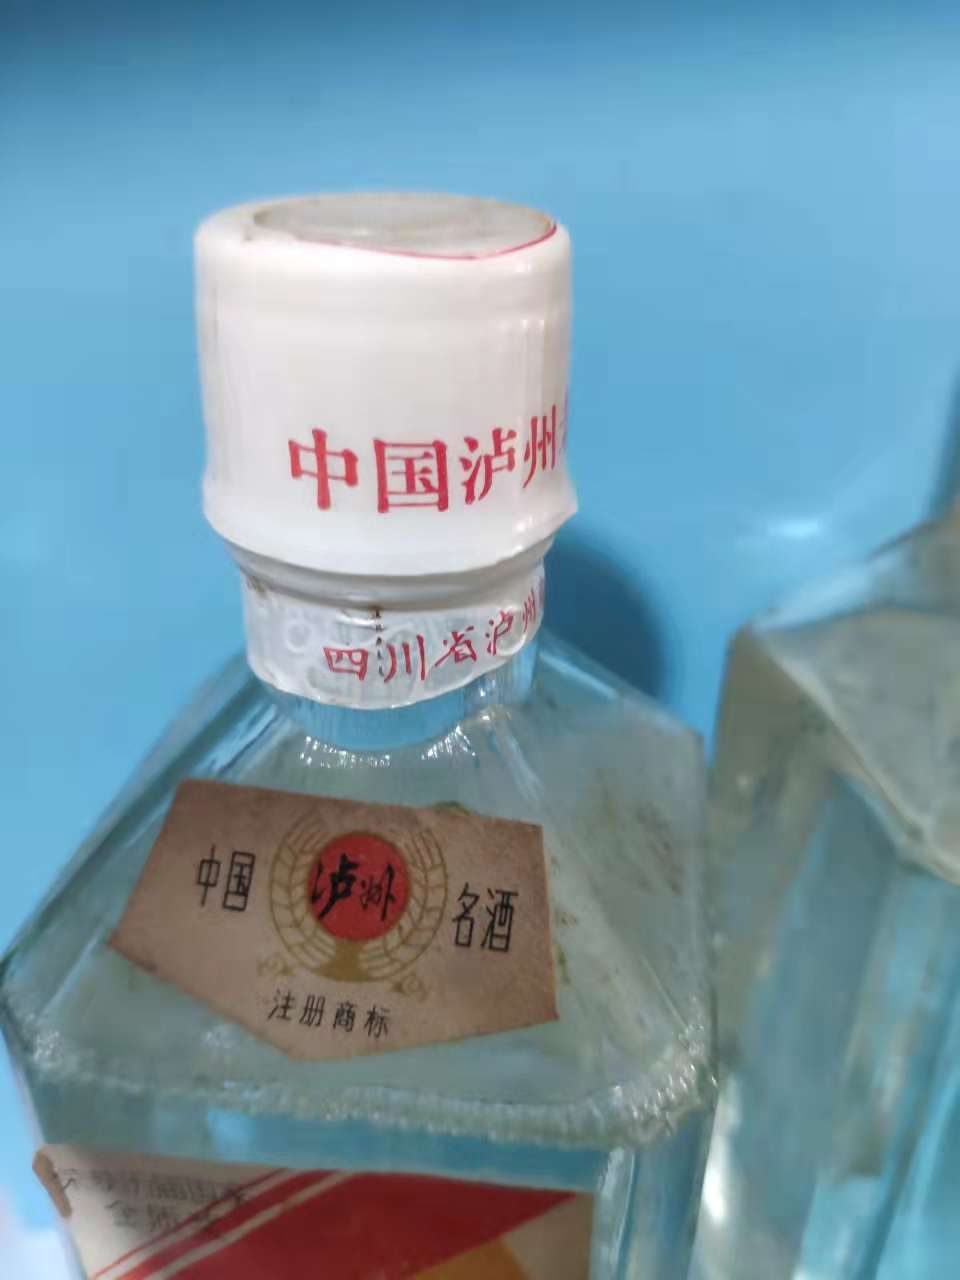 中国泸州
四川省泸州
中国 泸州 名酒
注册商标